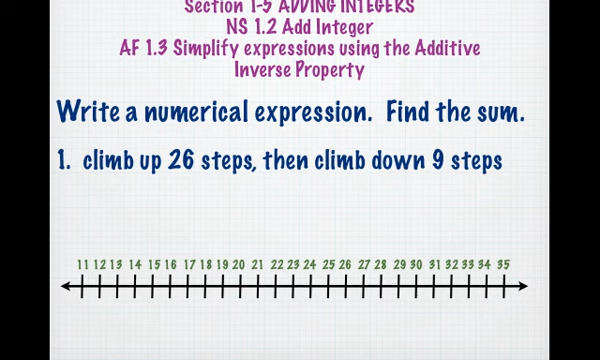 Section 1-5 ADDING INTEGERS
NS 1.2 Add Integer
AF 1.3 Simplify expressions using the Additive
Inverse Property
Write a numerical expression. Find the sum.
1. climb up 26 steps, then climb down 9 steps
11 12 13 14 15 16 17 18 19 20 21 22 23 24 25 26 27 28 29 30 31 32 33 34 35